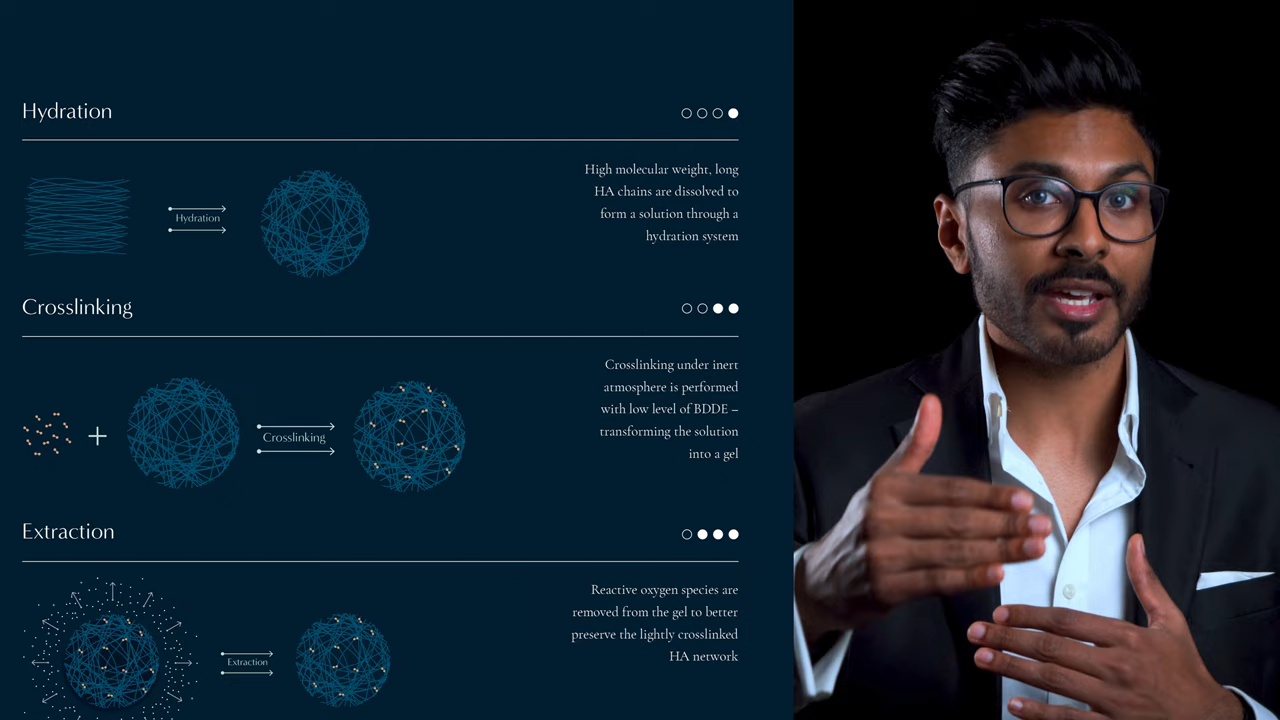 Hydration
Hydration
High molecular weight, long
HA chains are dissolved to
form a solution through a
hydration system
Crosslinking
+
Crosslinking
Crosslinking under inert
atmosphere is performed
with low level of BDDE –
transforming the solution
into a gel
Extraction
Extraction
Reactive oxygen species are
removed from the gel to better
preserve the lightly crosslinked
HA network